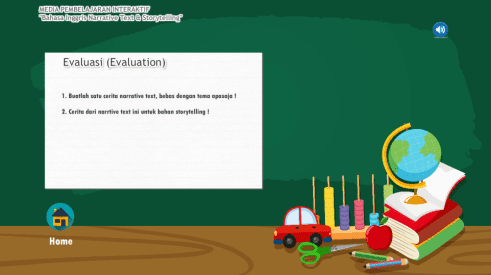 MEDIA PEMBELAJARAN INTERAKTIF
"Bahasa Inggris Narrative Text & Storytelling"
Evaluasi (Evaluation)
1. Buatlah satu cerita narrative text, bebas dengan tema apasaja !
2. Cerita dari narrtive text ini untuk bahan storytelling !
Home